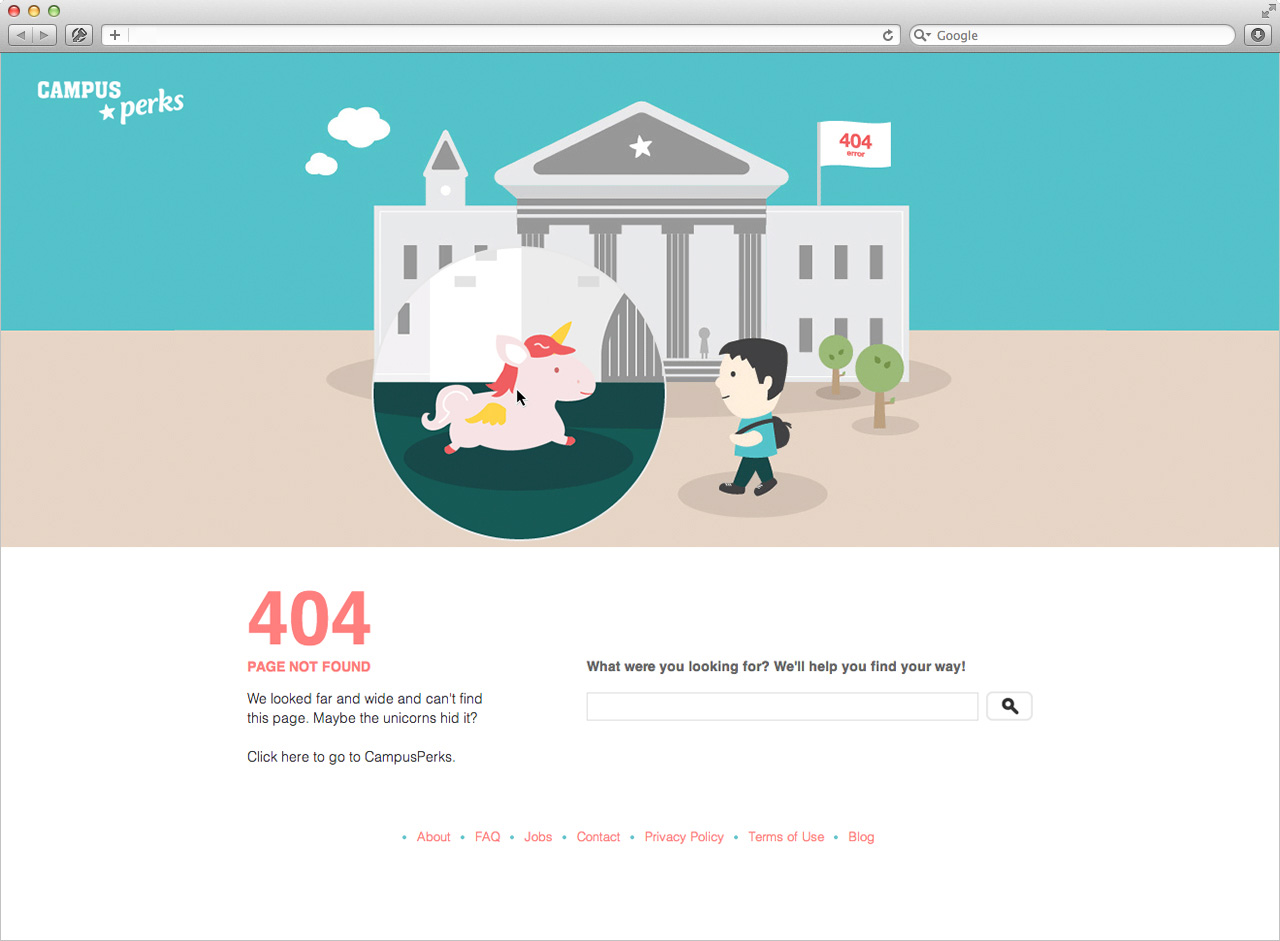 Google
CAMPUS
perks
404
error
404
PAGE NOT FOUND
We looked far and wide and can't find
this page. Maybe the unicorns hid it?
Click here to go to CampusPerks.
What were you looking for? We'll help you find your way!
• About • FAQ • Jobs • Contact • Privacy Policy • Terms of Use • Blog